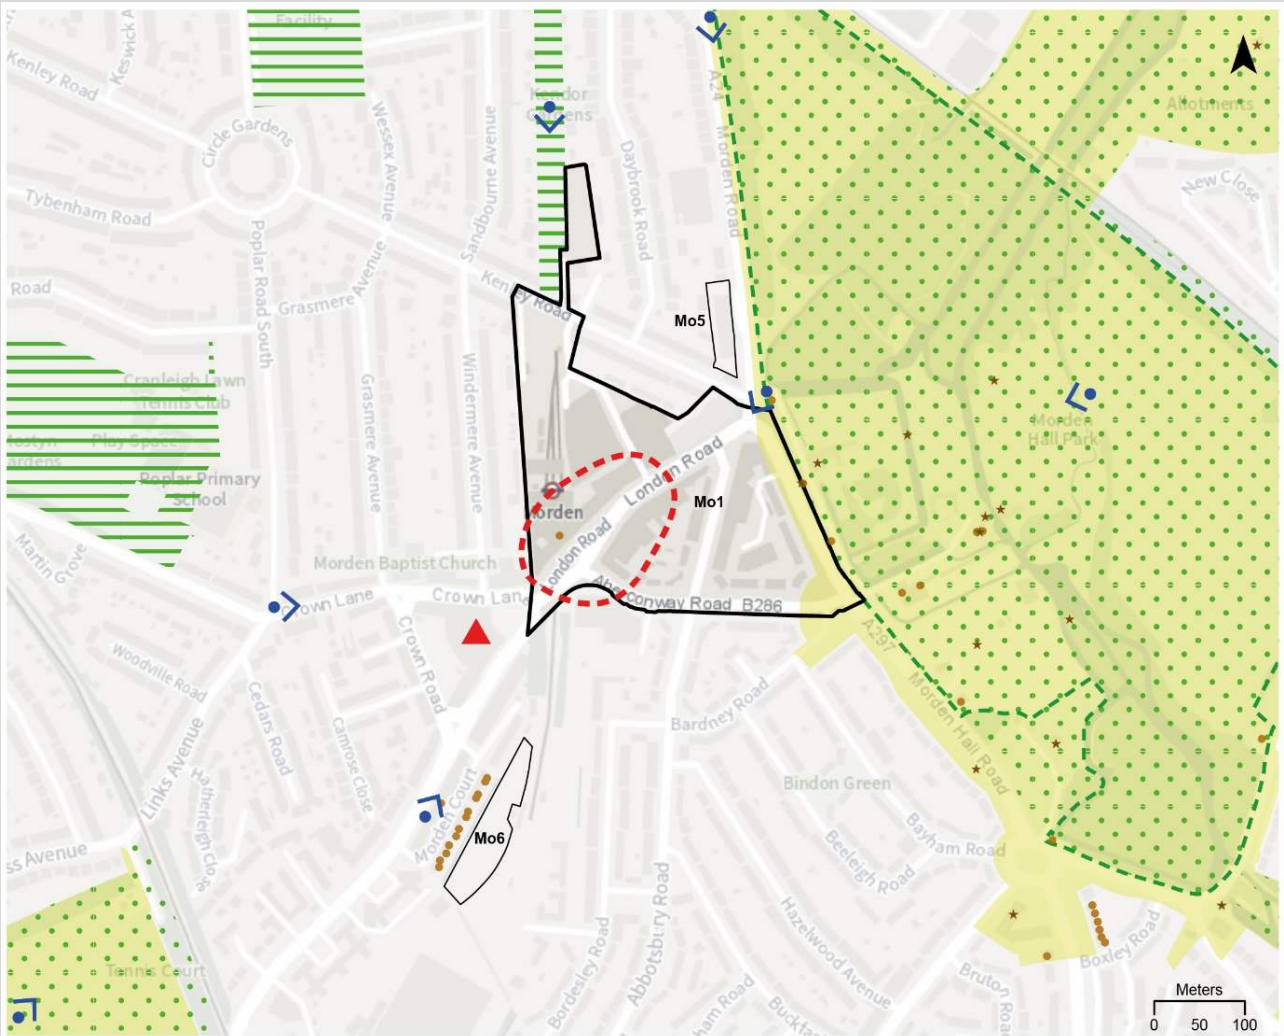 Facility
Keswick A
Kenley Road
Kendor
Gardens
A24
Allotments
Circle Gardens
Wessex Avenue
Sandbourne Avenue
Daybrook Road
Morden Road
New Close
Tybenham Road
Poplar Road South
Road
Grasmere Avenue
Kenley Road
Mo5
Cranleigh Lawn
Tennis Club
Grasmere Avenue
Windermere Avenue
Morden
Hall Park
Mostyn
Gardens
Play Space
London Road
Poplar Primary
School
Mo1
Morden
Martin Grove
London Road
Morden Baptist Church
Crown Lane
Crown Lane
Aberconway Road B286
A297
Woodville Road
Crown Road
Cedars Road
Camrose Close
Bardney Road
Morden Hall Road
Links Avenue
Hatherleigh Clo
se
Bindon Green
Morden Court
Mo6
Bayham Road
Beeleigh Road
ss Avenue
Abbotsbury Road
Hazelwood Avenue
Bordesley Road
Boxley Road
Tennis Court
Bruton Roa
ham Road
Buckfa
Meters
0 50 100